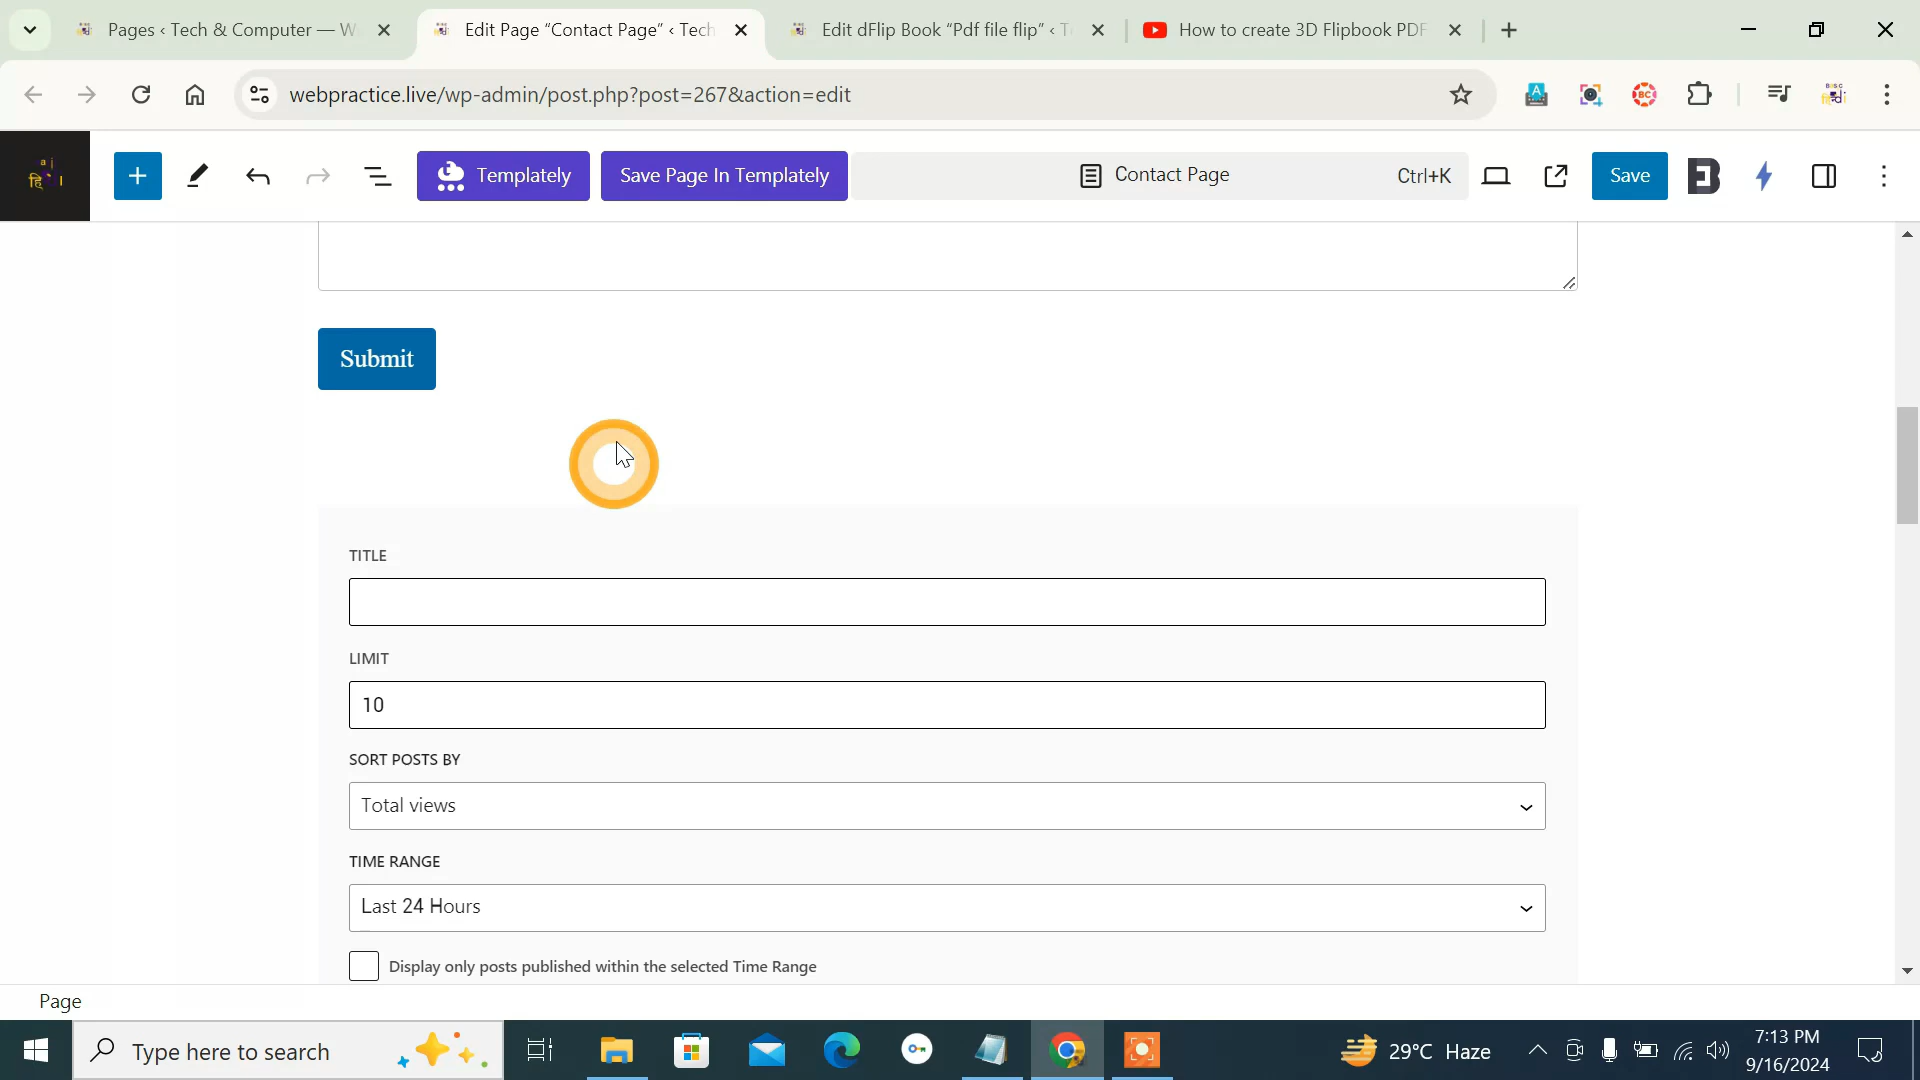 Pages ‹ Tech & Computer — W
Edit Page “Contact Page” ‹ Tech
Edit dFlip Book “Pdf file flip” ‹ T
How to create 3D Flipbook PDF
webpractice.live/wp-admin/post.php?post=267&action=edit
Templately
Save Page In Templately
Contact Page
Ctrl+K
Save
Submit
TITLE
LIMIT
10
SORT POSTS BY
Total views
TIME RANGE
Last 24 Hours
Display only posts published within the selected Time Range
Page
Type here to search
29°C Haze
7:13 PM
9/16/2024